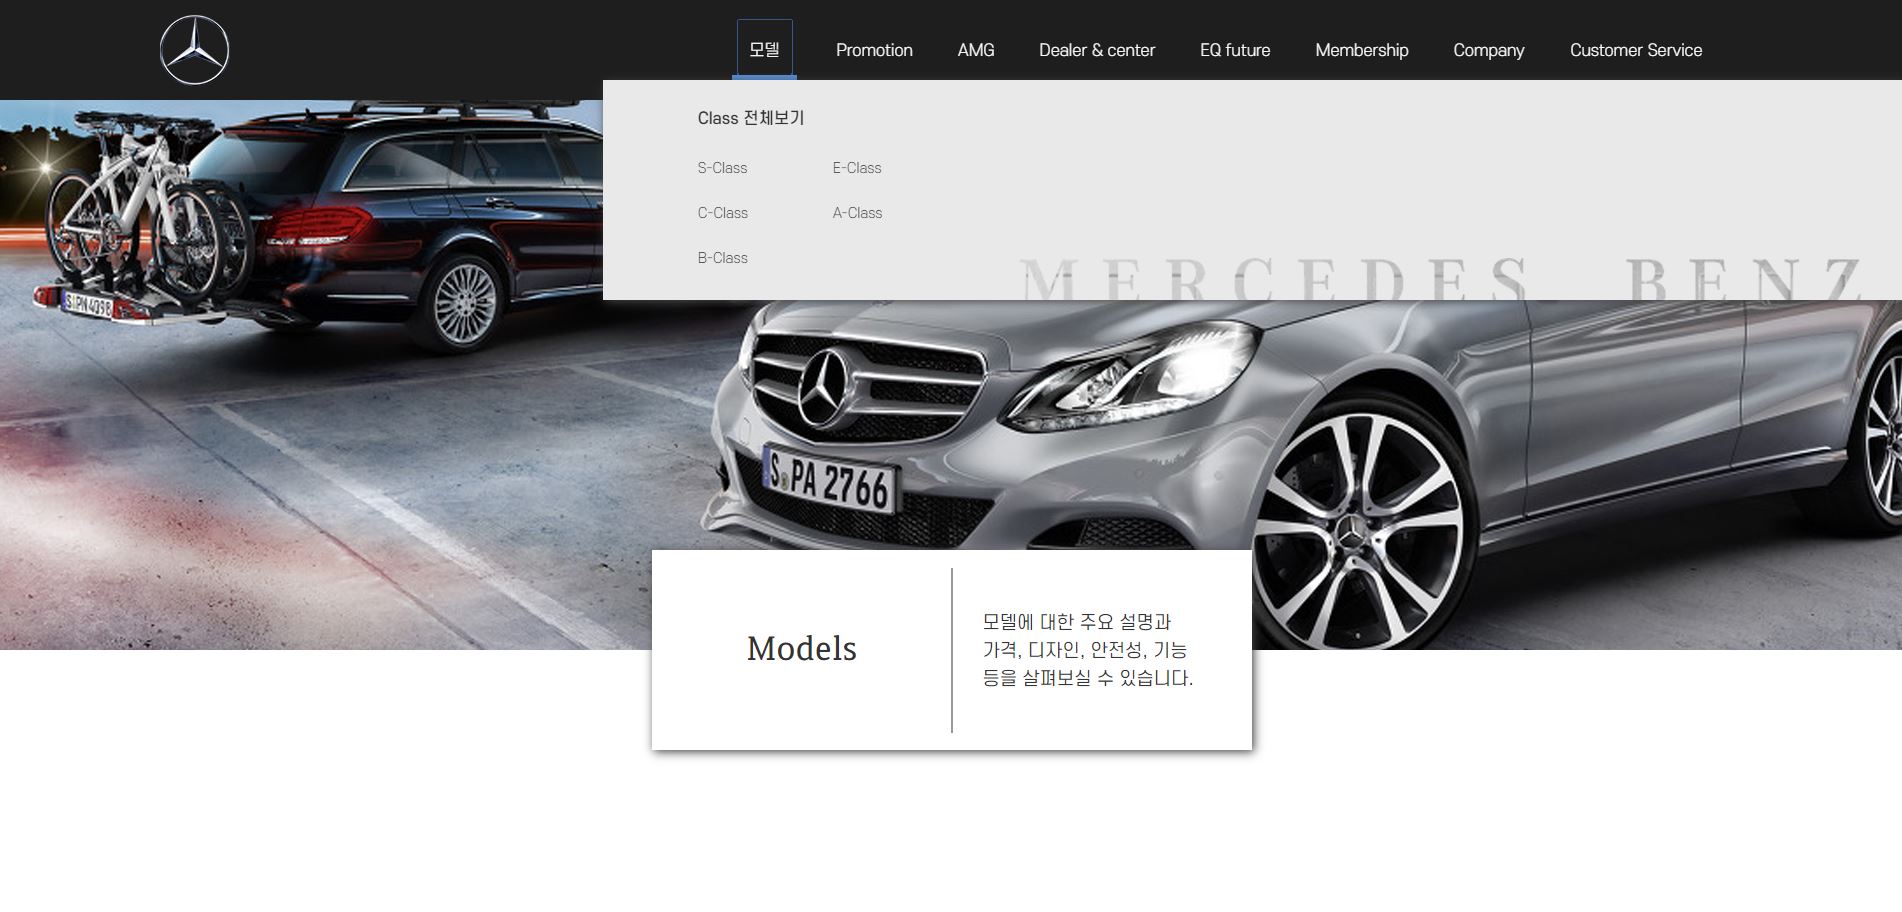 모델 Promotion AMG Dealer & center EQ future Membership Company Customer Service
Class 전체보기
S-Class E-Class
C-Class A-Class
B-Class
MERCEDES BENZ
S PN 4098
S PA 2766
Models
모델에 대한 주요 설명과
가격, 디자인, 안전성, 기능
등을 살펴보실 수 있습니다.